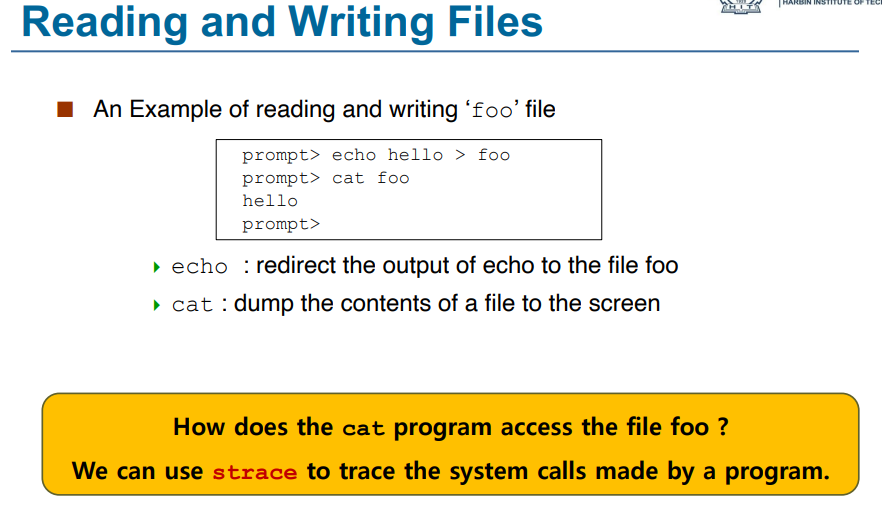 Reading and Writing Files
HARBIN INSTITUTE OF TEC
An Example of reading and writing ‘foo’ file
prompt> echo hello > foo
prompt> cat foo
hello
prompt>
echo : redirect the output of echo to the file foo
cat : dump the contents of a file to the screen
How does the cat program access the file foo ?
We can use strace to trace the system calls made by a program.